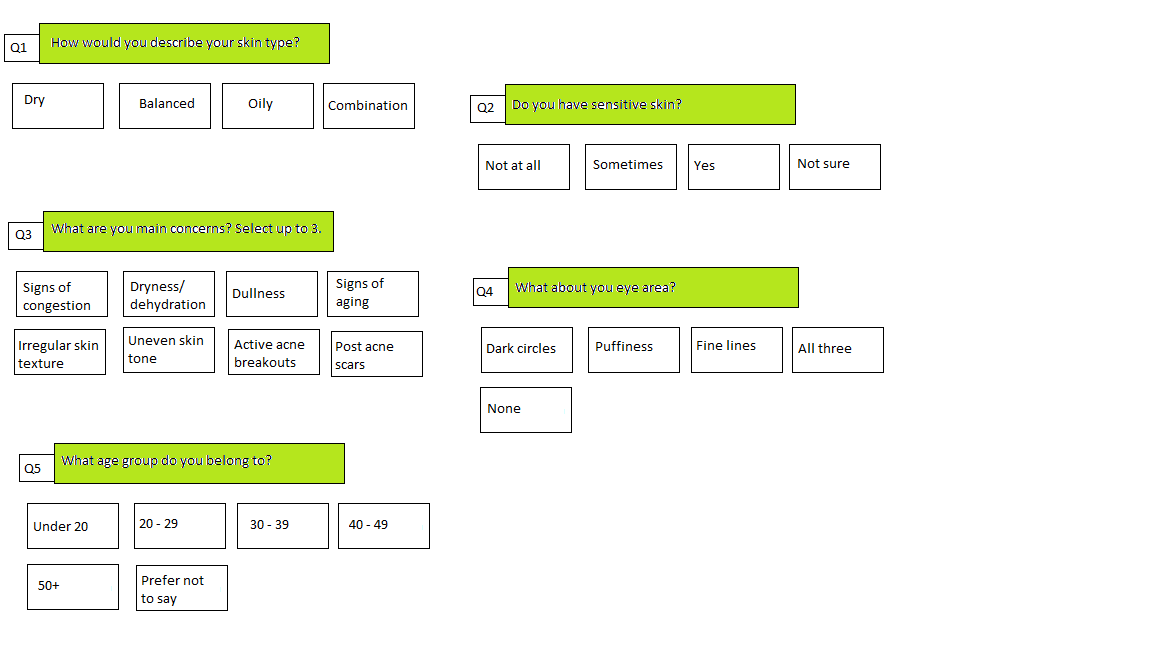 Q1
How would you describe your skin type?
Dry
Balanced
Oily
Combination
Q2
Do you have sensitive skin?
Not at all
Sometimes
Yes
Not sure
Q3
What are you main concerns? Select up to 3.
Signs of
congestion
Dryness/
dehydration
Dullness
Signs of
aging
Irregular skin
texture
Uneven skin
tone
Active acne
breakouts
Post acne
scars
Q4
What about you eye area?
Dark circles
Puffiness
Fine lines
All three
None
Q5
What age group do you belong to?
Under 20
20 - 29
30 - 39
40 - 49
50+
Prefer not
to say